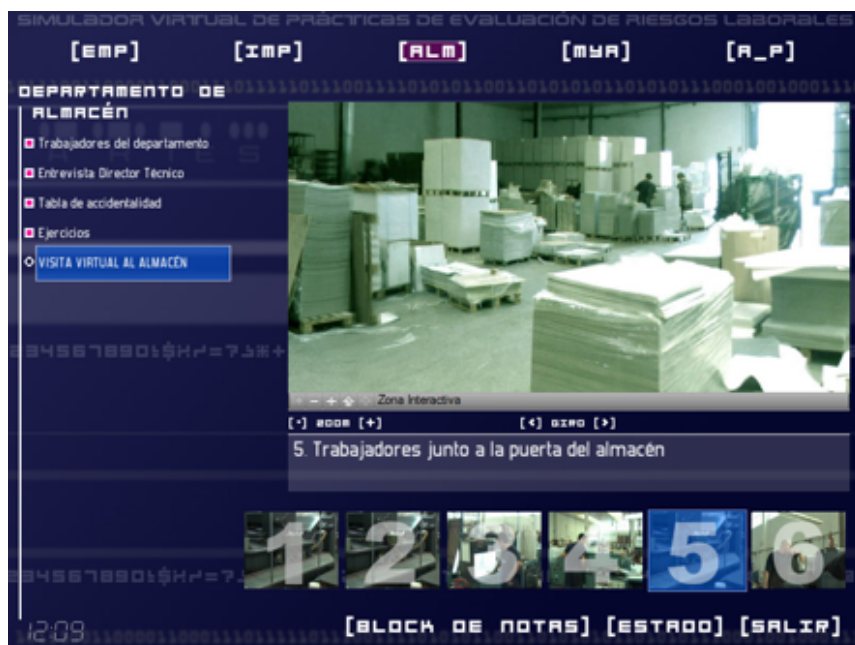 SIMULADOR VIRTUAL DE PRÁCTICAS DE EVALUACIÓN DE RIESGOS LABORALES
[EMP] [IMP] [ALM] [MYA] [A_P]
DEPARTAMENTO DE
ALMACÉN
Trabajadores del departamento
Entrevista Director Técnico
Tabla de accidentalidad
Ejercicios
VISITA VIRTUAL AL ALMACÉN
Zona Interactiva
[-] ZOOM [+] [<] GIRO [>]
5. Trabajadores junto a la puerta del almacén
1 2 3 4 5 6
12:09
[BLOCK DE NOTAS] [ESTADO] [SALIR]